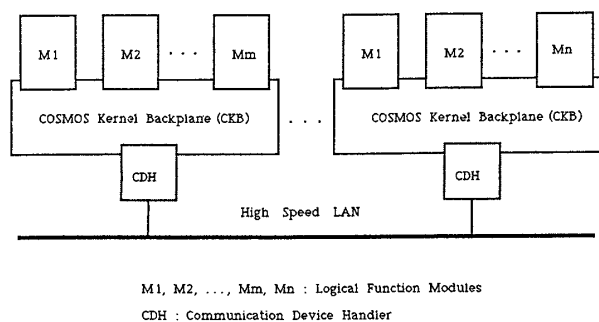 M1 M2 . . . Mm M1 M2 . . . Mn
COSMOS Kernel Backplane (CKB) . . . COSMOS Kernel Backplane (CKB)
CDH CDH
High Speed LAN
M1, M2, ..., Mm, Mn : Logical Function Modules
CDH : Communication Device Handler